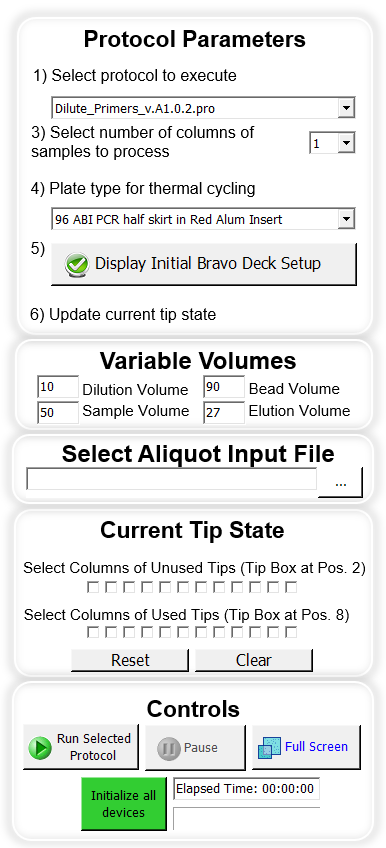 Protocol Parameters
1) Select protocol to execute
Dilute_Primers_v.A1.0.2.pro
3) Select number of columns of
samples to process
1
4) Plate type for thermal cycling
96 ABI PCR half skirt in Red Alum Insert
5)
Display Initial Bravo Deck Setup
6) Update current tip state
Variable Volumes
10 Dilution Volume 90 Bead Volume
50 Sample Volume 27 Elution Volume
Select Aliquot Input File
...
Current Tip State
Select Columns of Unused Tips (Tip Box at Pos. 2)
Select Columns of Used Tips (Tip Box at Pos. 8)
Reset Clear
Controls
Run Selected
Protocol
Pause
Full Screen
Initialize all
devices
Elapsed Time: 00:00:00